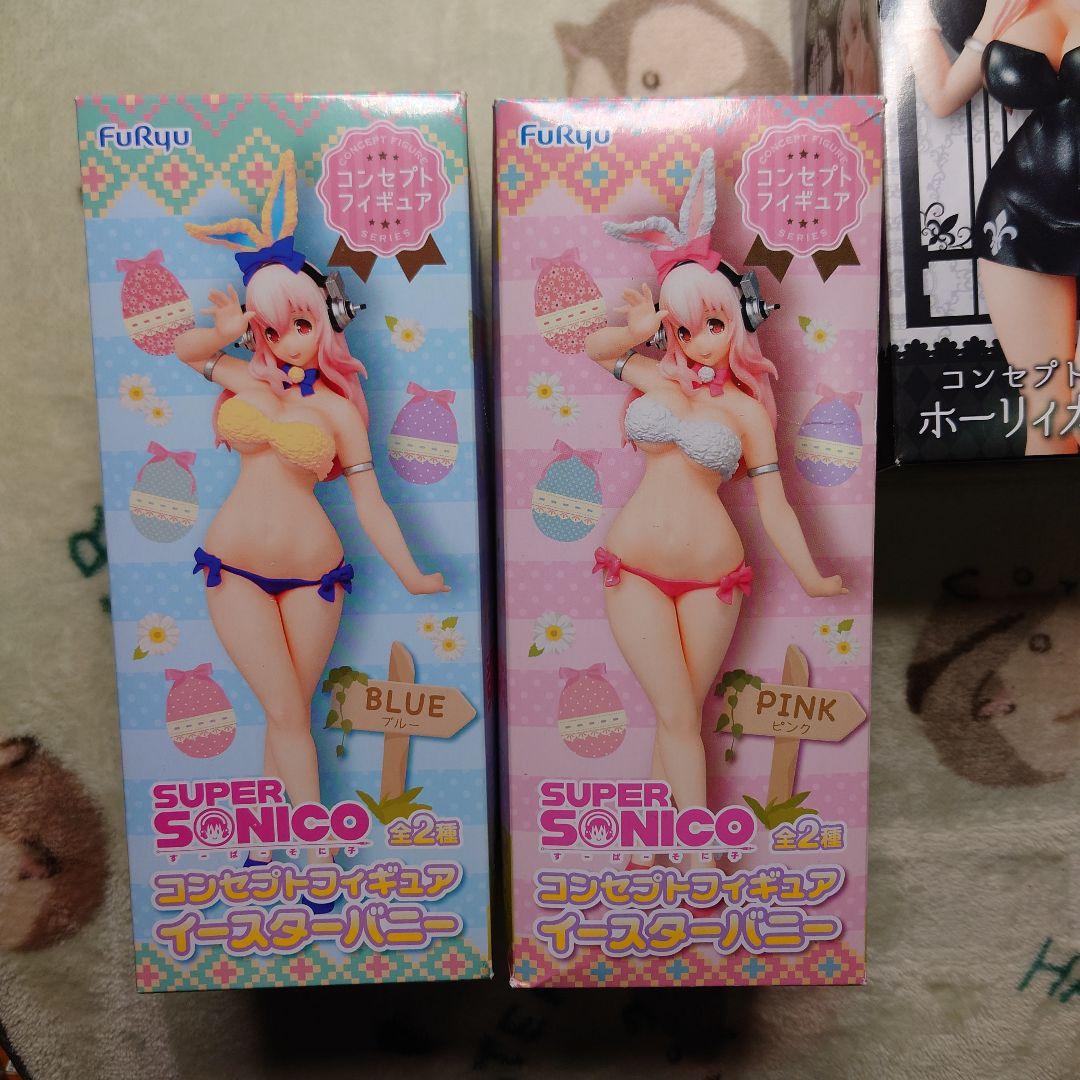 FuRyu
CONCEPT FIGURE
コンセプト
フィギュア
SERIES
BLUE
ブルー
SUPER
SONICO
すーぱーそに子
全2種
コンセプトフィギュア
イースターバニー
FuRyu
CONCEPT FIGURE
コンセプト
フィギュア
SERIES
PINK
ピンク
SUPER
SONICO
すーぱーそに子
全2種
コンセプトフィギュア
イースターバニー
コンセプト
ホーリィ